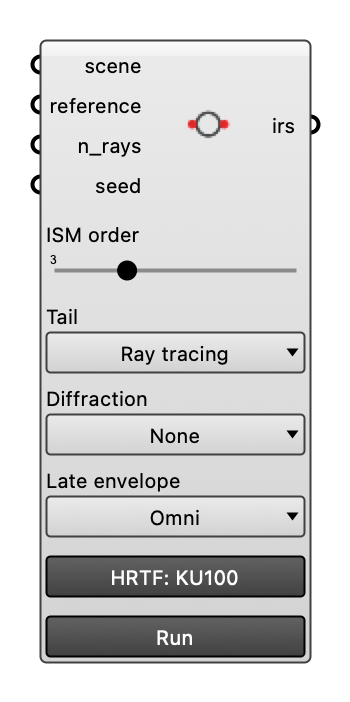 scene
reference
n_rays
seed
irs
ISM order
3
Tail
Ray tracing
Diffraction
None
Late envelope
Omni
HRTF: KU100
Run